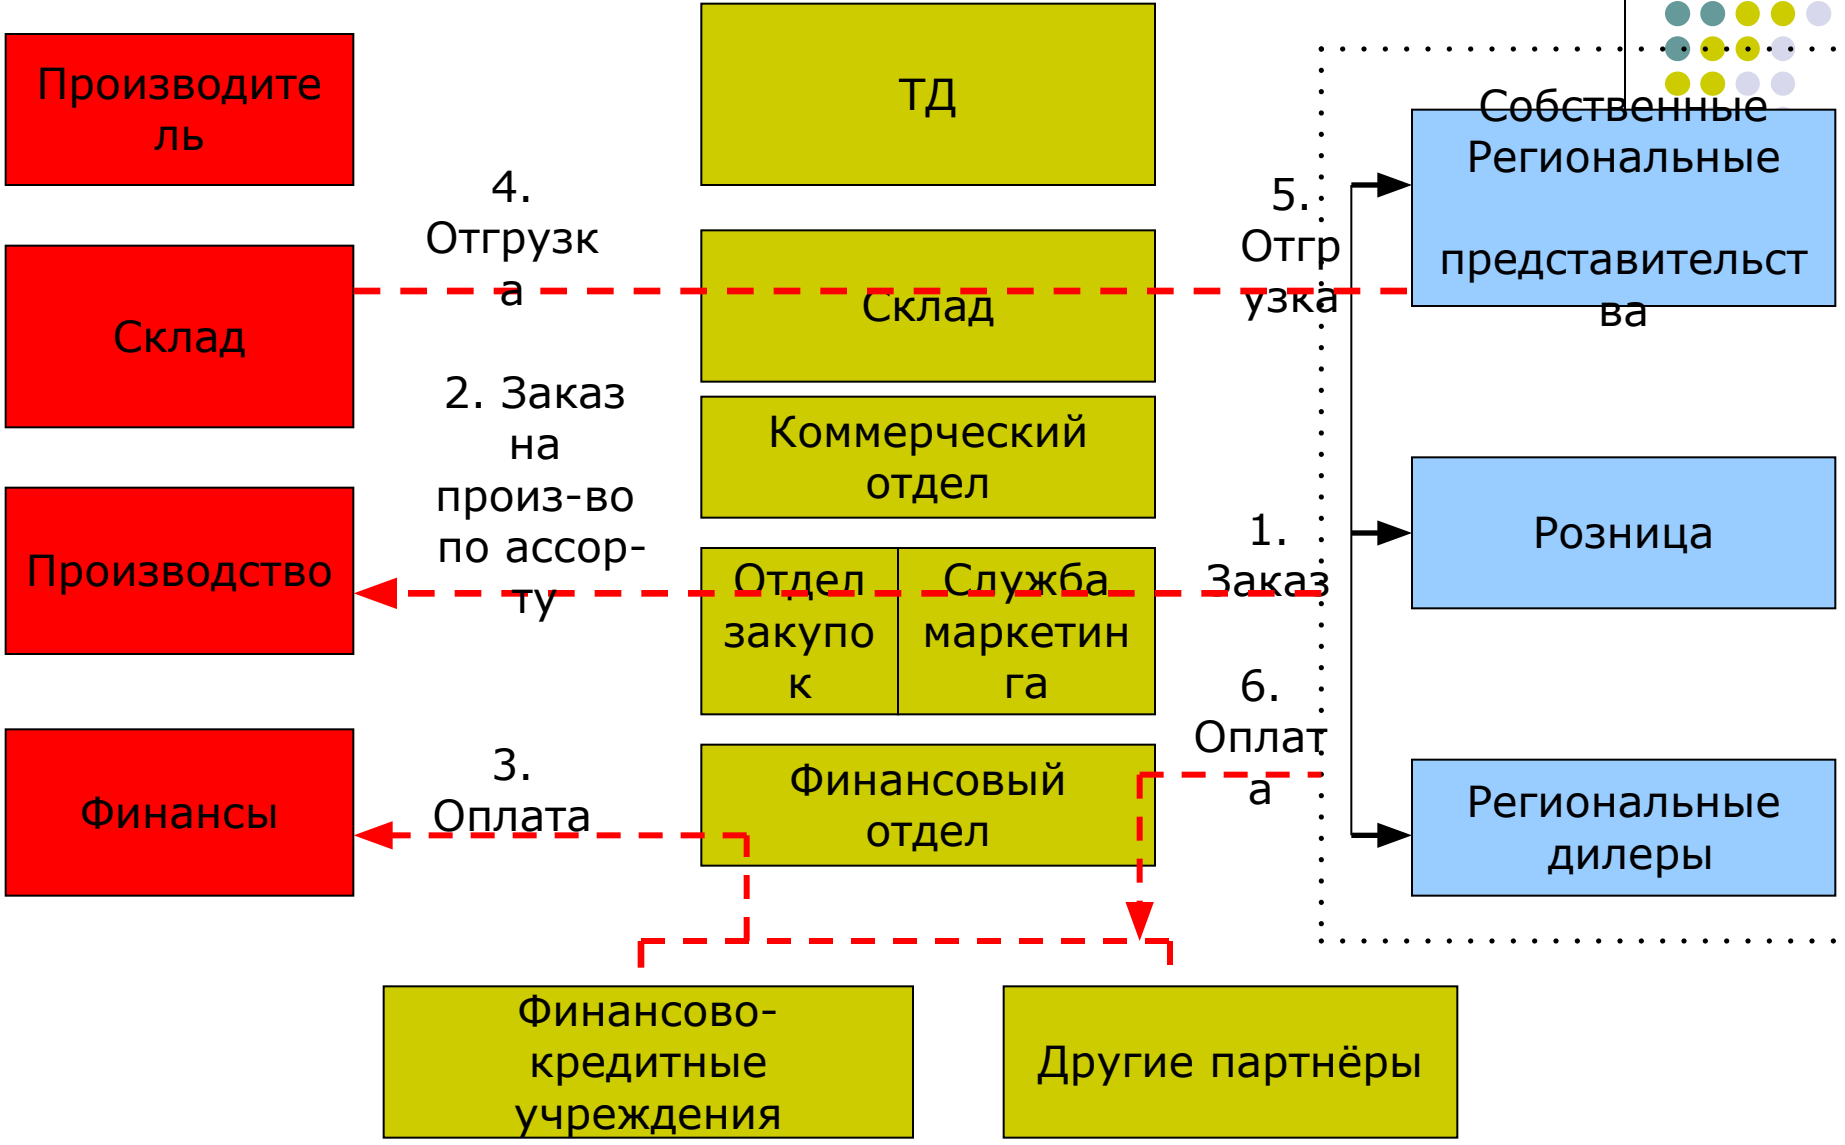 Производите
ль
ТД
Собственные
Региональные
представительст
ва
4.
Отгрузк
а
5.
Отгр
узка
Склад
Склад
2. Заказ
на
произ-во
по ассор-
ту
Коммерческий
отдел
1.
Заказ
Розница
Производство
Отдел
закупо
к
Служба
маркетин
га
6.
Оплат
а
3.
Оплата
Финансы
Финансовый
отдел
Региональные
дилеры
Финансово-
кредитные
учреждения
Другие партнёры